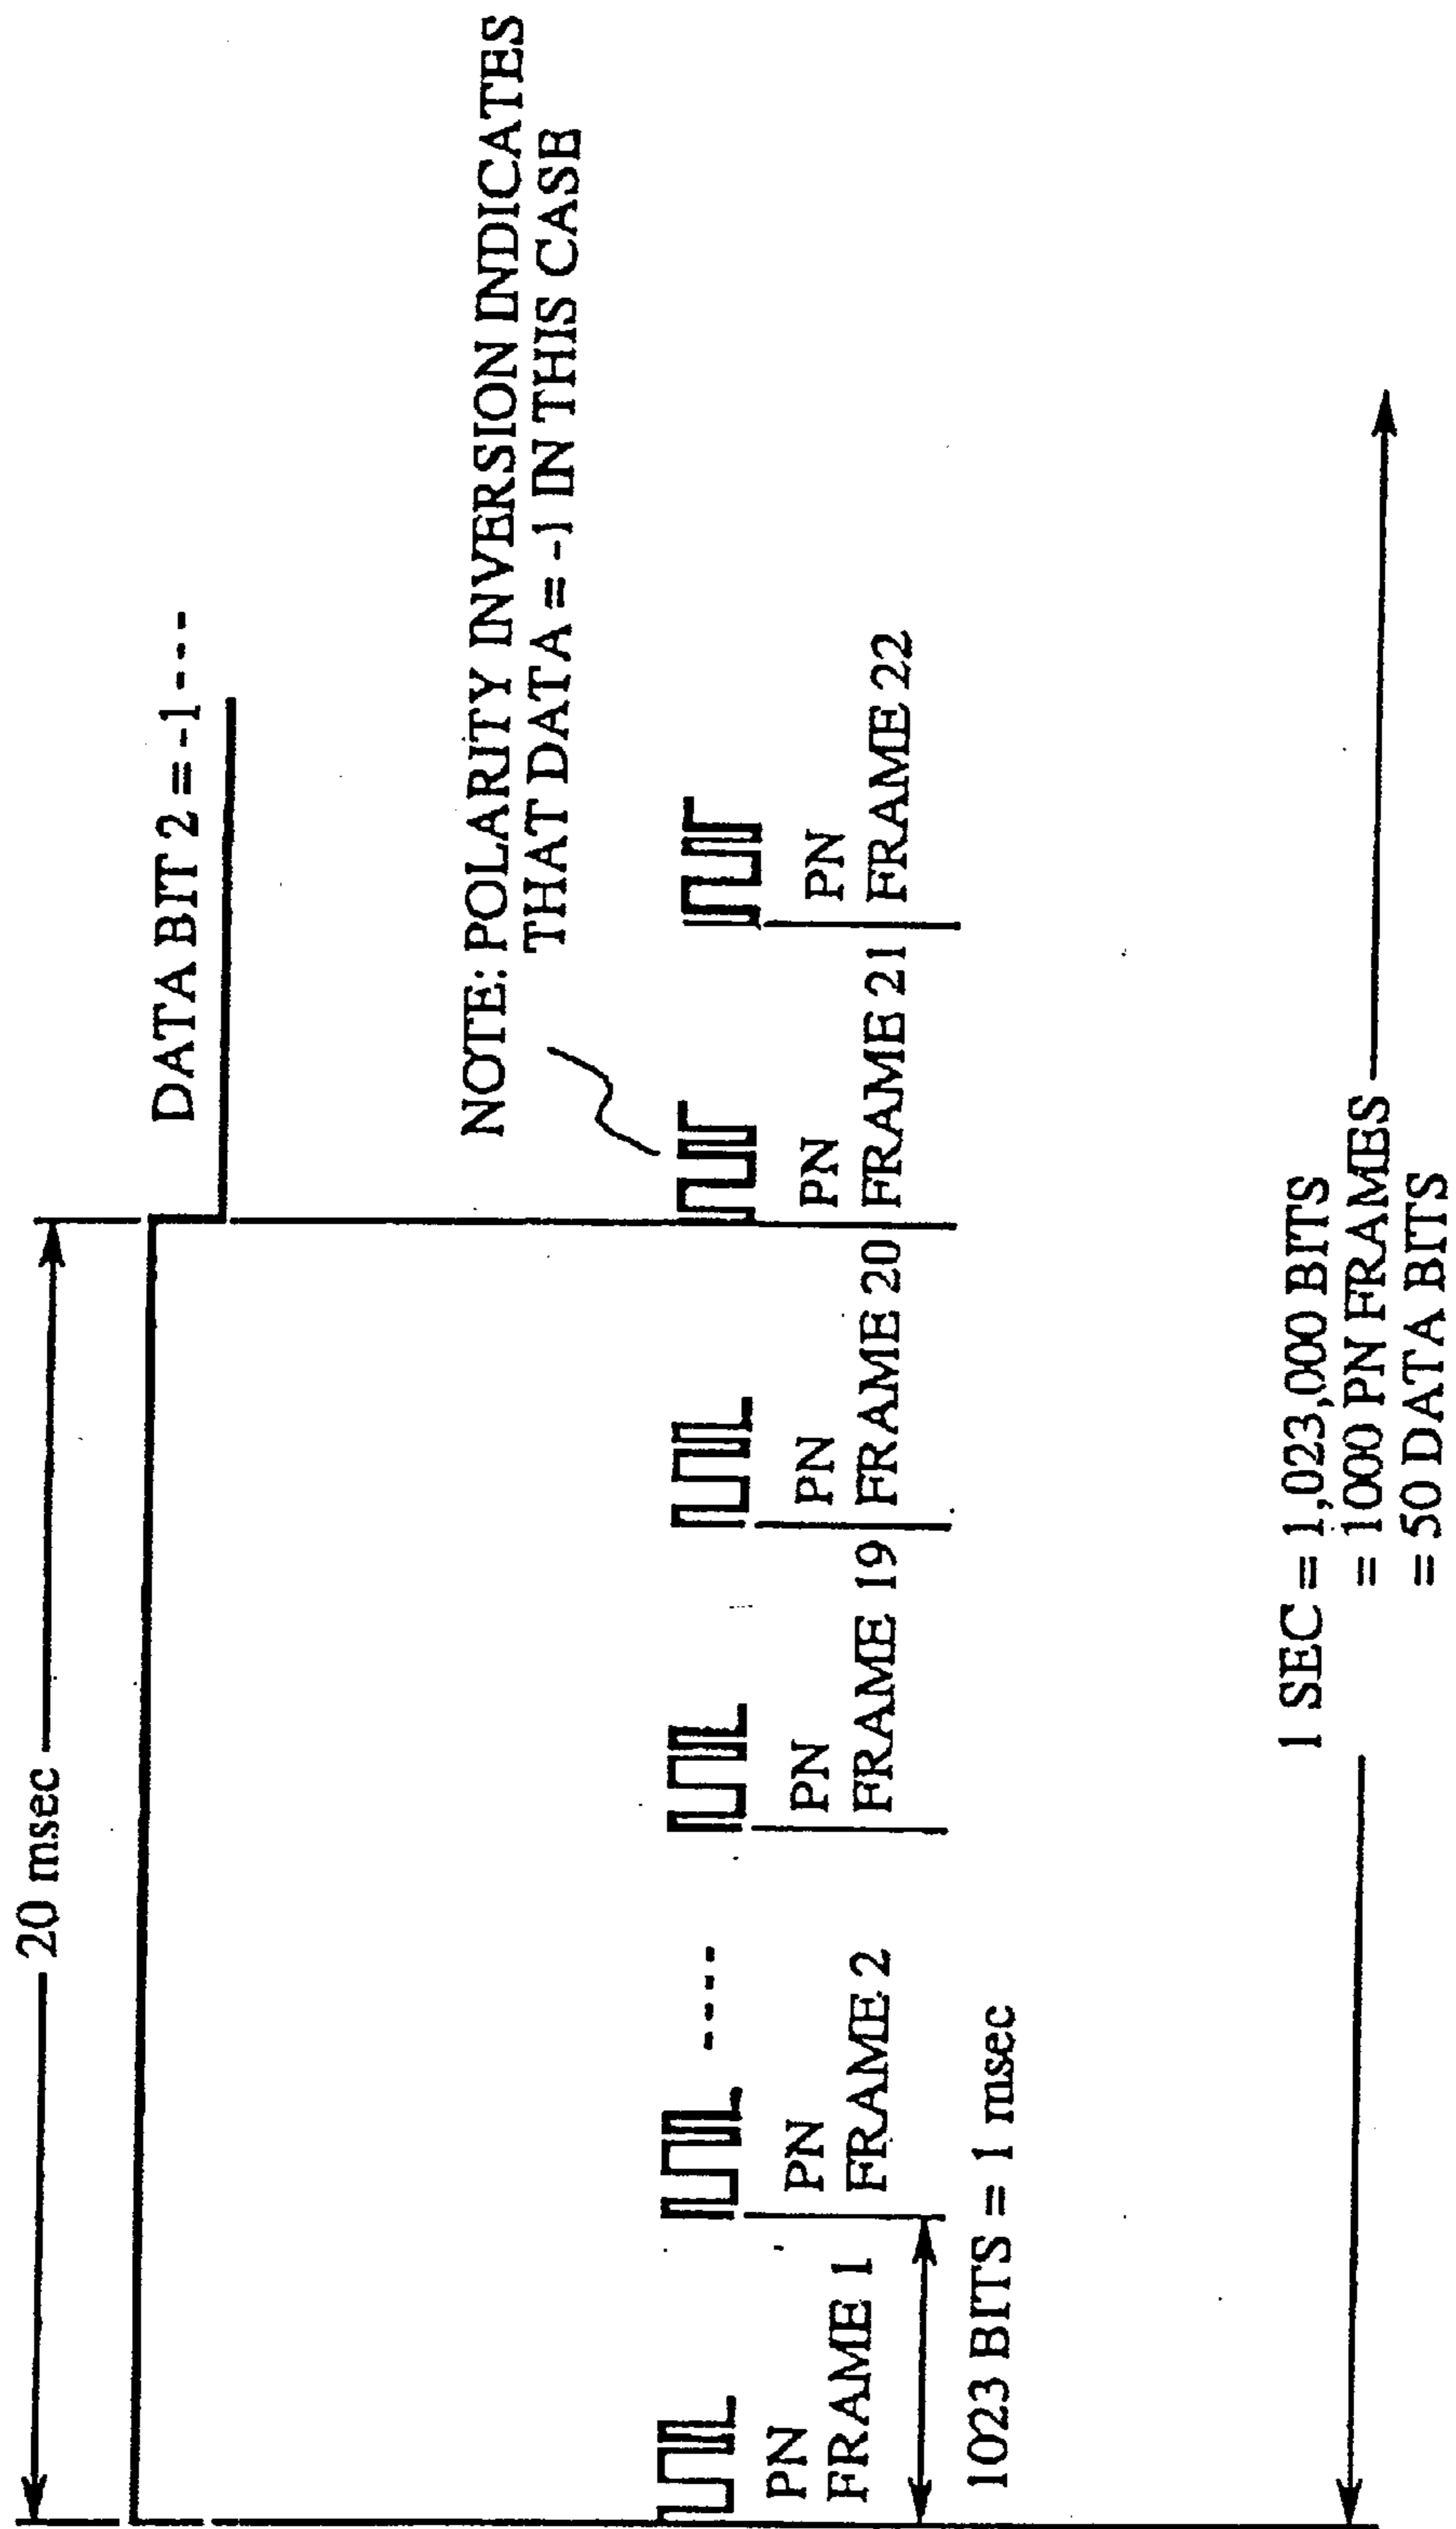 20 msec
DATA BIT 2 = -1 ---
NOTE: POLARITY INVERSION INDICATES
THAT DATA = -1 IN THIS CASE
PN
FRAME 1
PN
FRAME 2
PN
FRAME 19
PN
FRAME 20
PN
FRAME 21
PN
FRAME 22
1023 BITS = 1 msec
1 SEC = 1,023,000 BITS
= 1000 PN FRAMES
= 50 DATA BITS